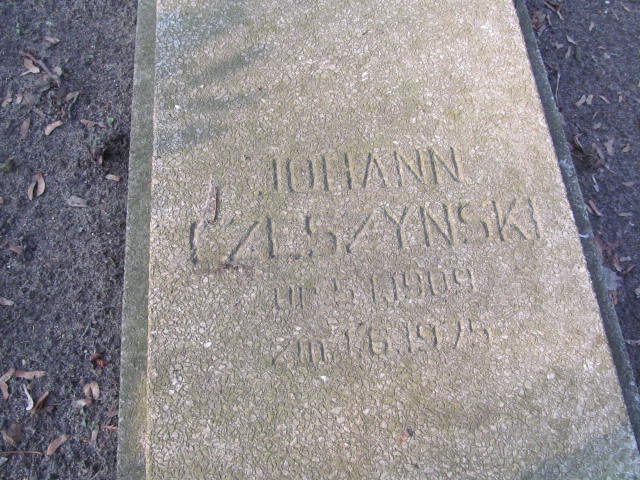 JOHANN
CZESZYNSKI
ur. 5.1.1909
zm. 1.6.1975